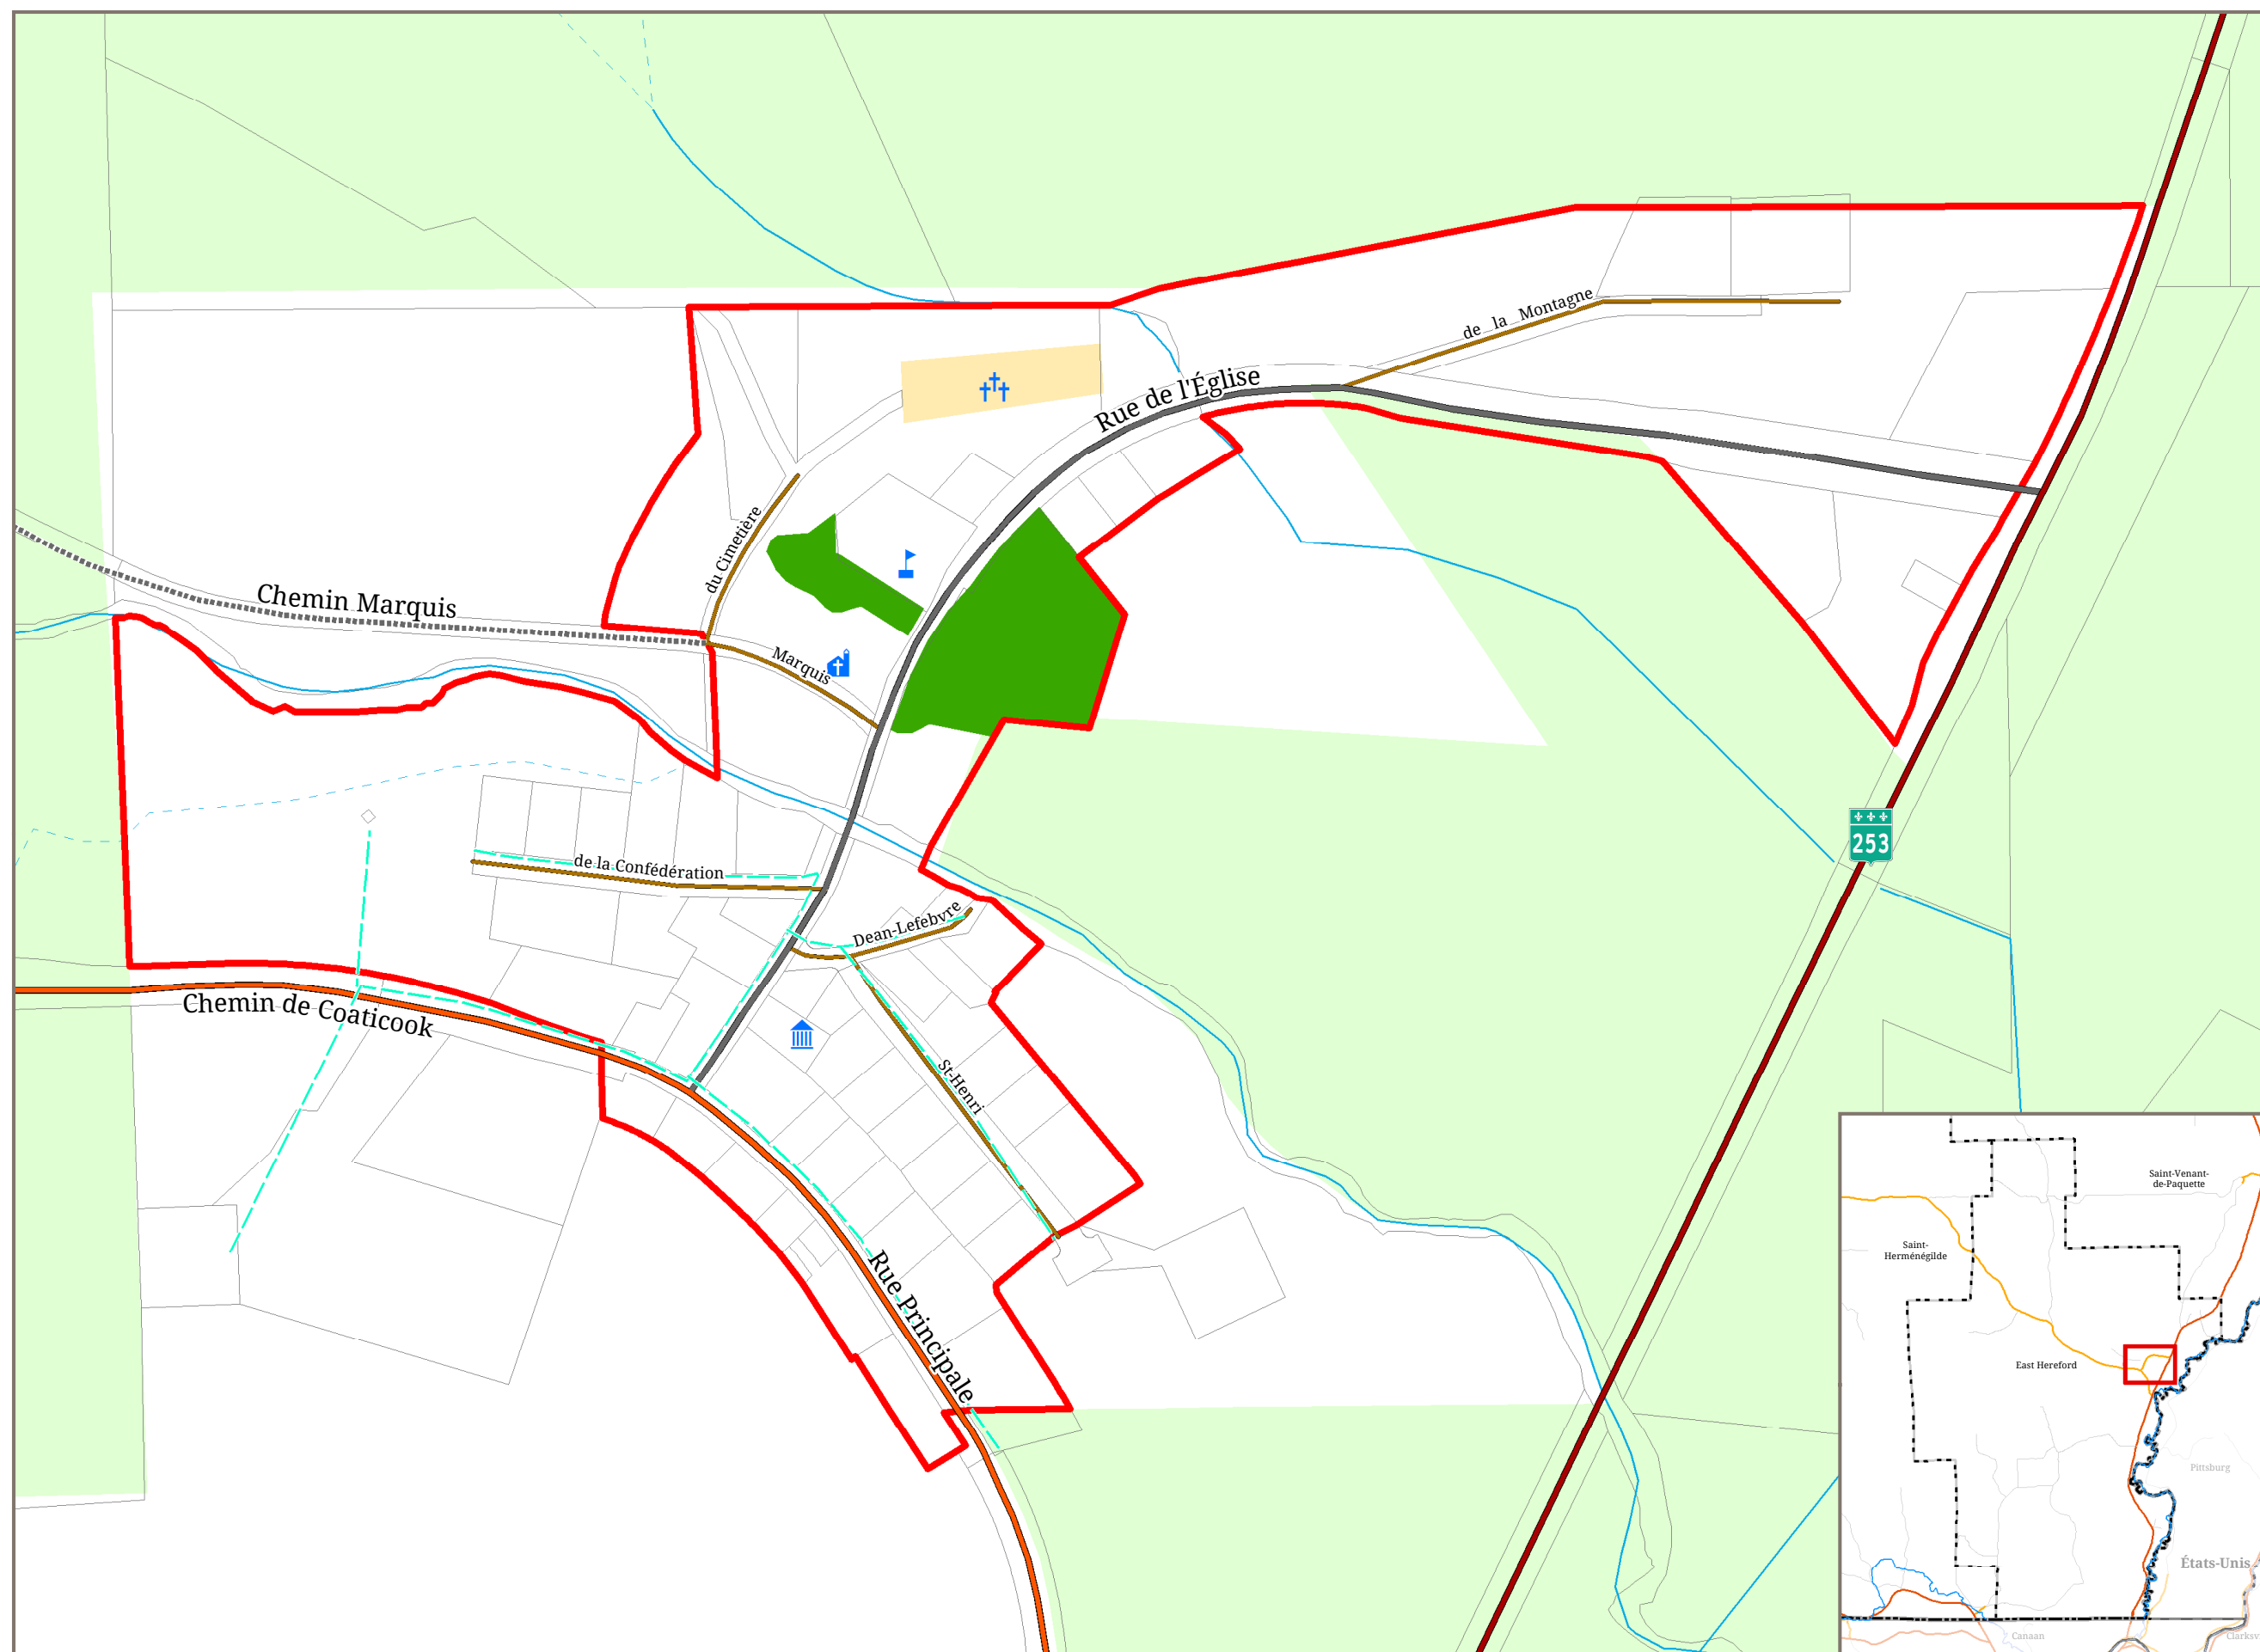 de la Montagne
Rue de l'Église
du Cimetière
Chemin Marquis
Marquis
253
de la Confédération
Dean-Lefebvre
Chemin de Coaticook
St-Henri
Rue Principale
Saint-Venant-
de-Paquette
Saint-
Herménégilde
East Hereford
Pittsburg
États-Unis
Canaan